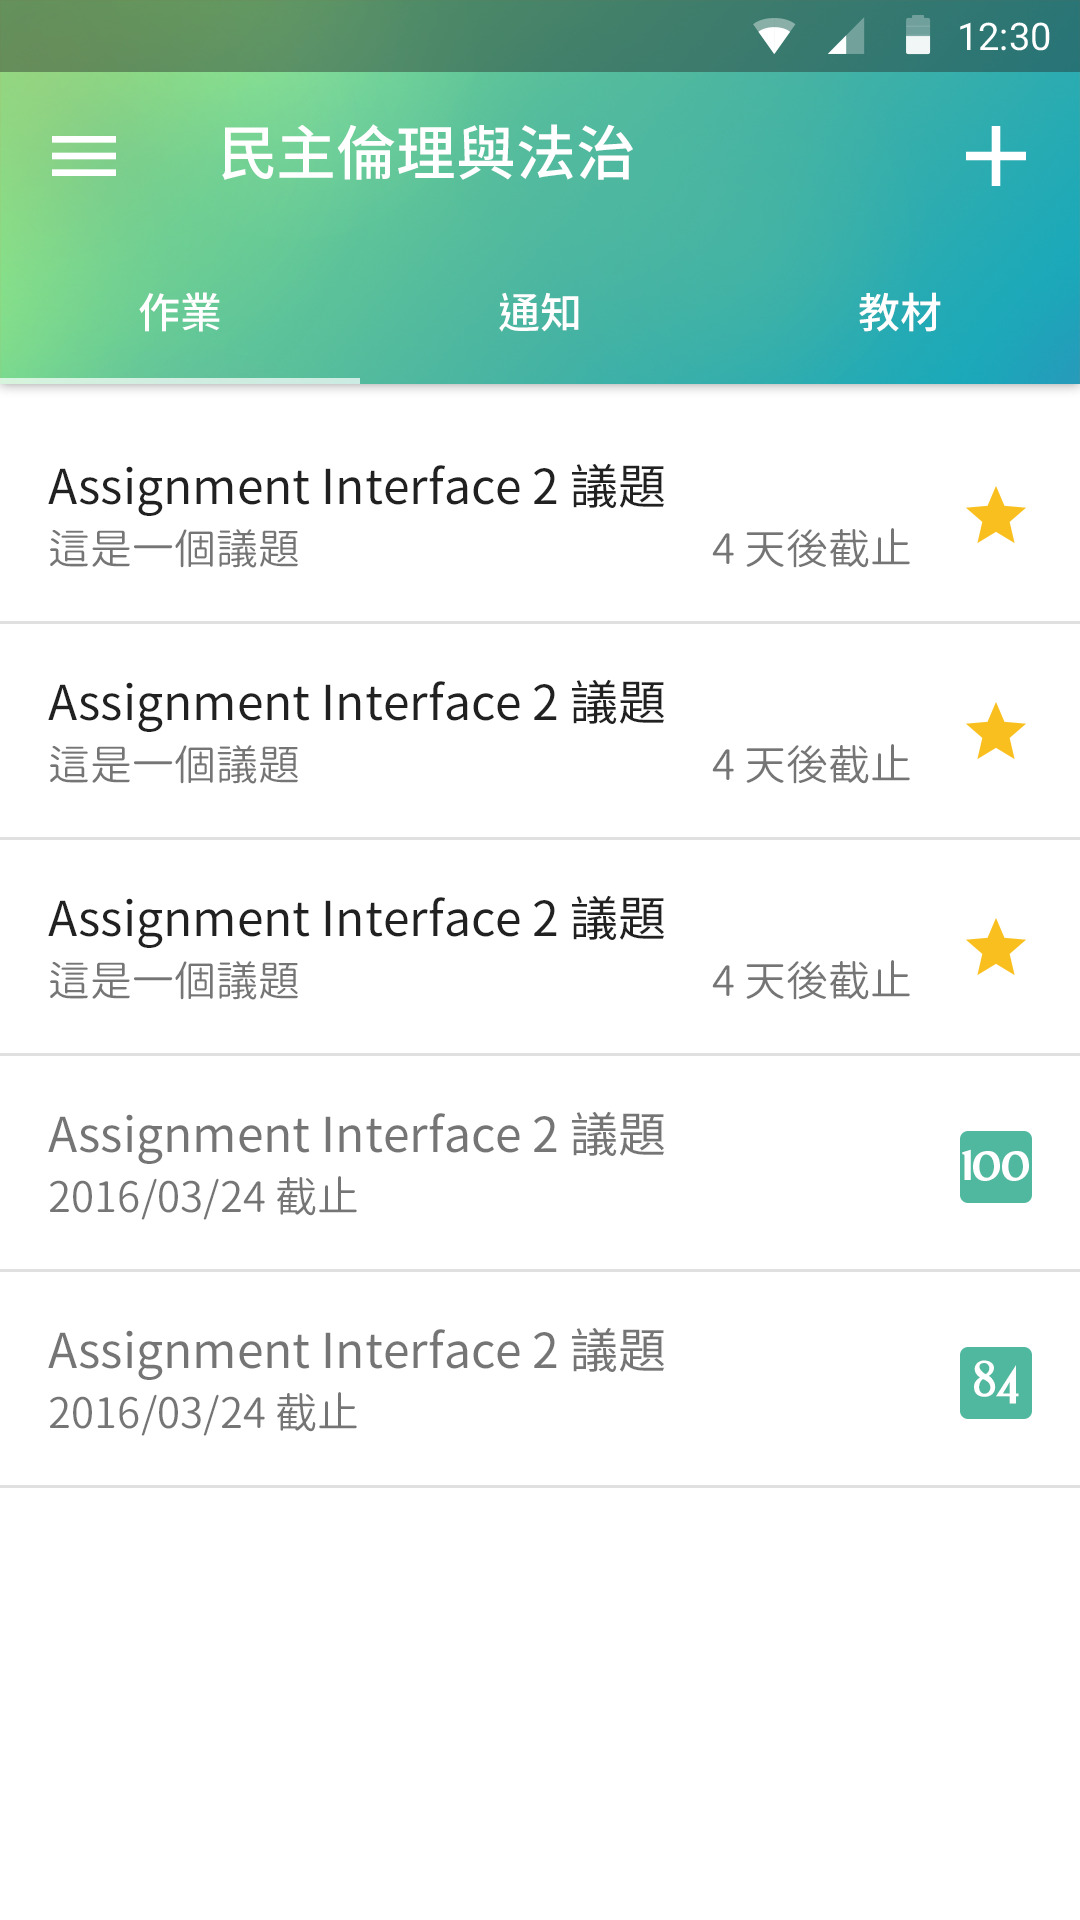 12:30
民主倫理與法治
作業 通知 教材
Assignment Interface 2 議題
這是一個議題 4 天後截止
Assignment Interface 2 議題
這是一個議題 4 天後截止
Assignment Interface 2 議題
這是一個議題 4 天後截止
Assignment Interface 2 議題
2016/03/24 截止 100
Assignment Interface 2 議題
2016/03/24 截止 84